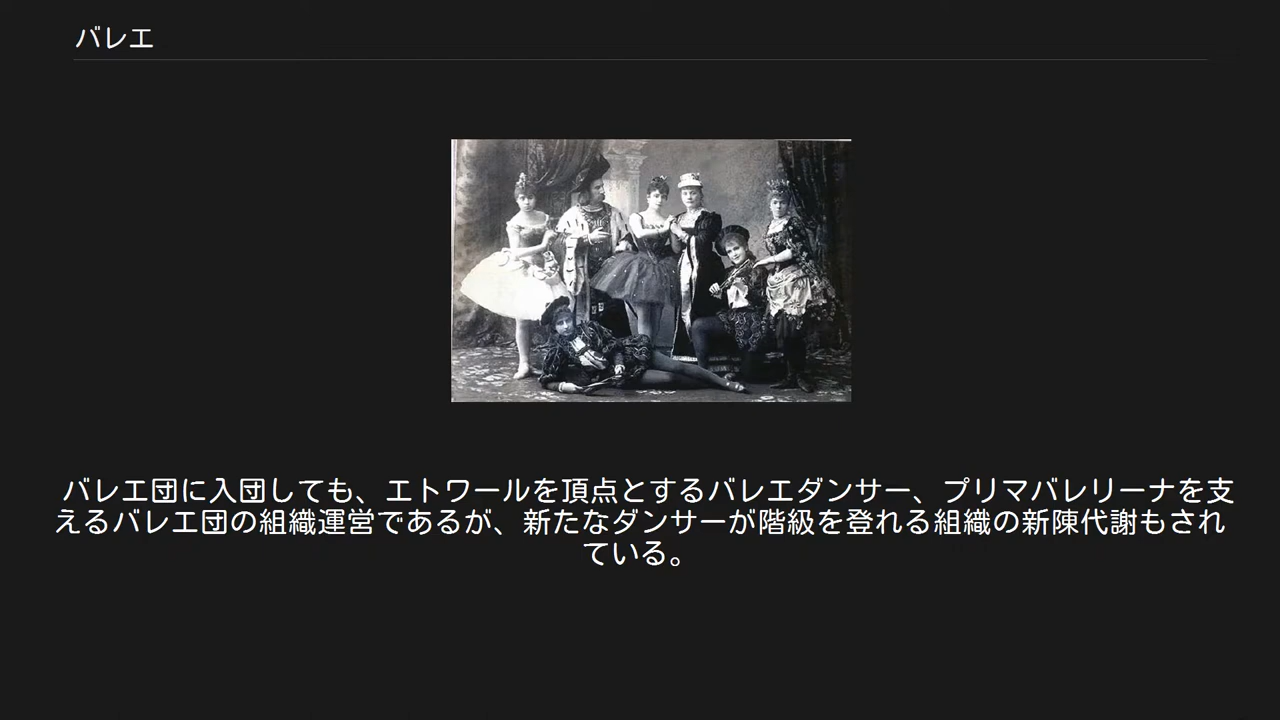 バレエ
バレエ団に入団しても、エトワールを頂点とするバレエダンサー、プリマバレリーナを支
えるバレエ団の組織運営であるが、新たなダンサーが階級を登れる組織の新陳代謝もされ
ている。